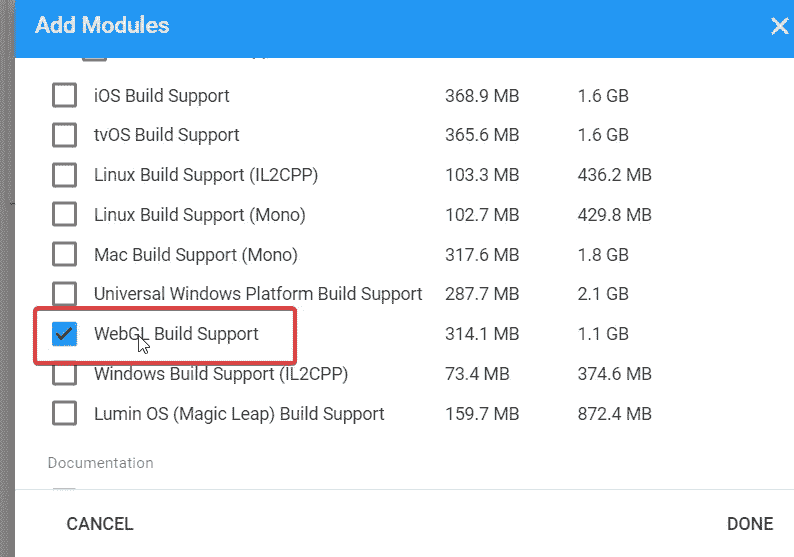 Add Modules
iOS Build Support 368.9 MB 1.6 GB
tvOS Build Support 365.6 MB 1.6 GB
Linux Build Support (IL2CPP) 103.3 MB 436.2 MB
Linux Build Support (Mono) 102.7 MB 429.8 MB
Mac Build Support (Mono) 317.6 MB 1.8 GB
Universal Windows Platform Build Support 287.7 MB 2.1 GB
WebGL Build Support 314.1 MB 1.1 GB
Windows Build Support (IL2CPP) 73.4 MB 374.6 MB
Lumin OS (Magic Leap) Build Support 159.7 MB 872.4 MB
Documentation
CANCEL DONE